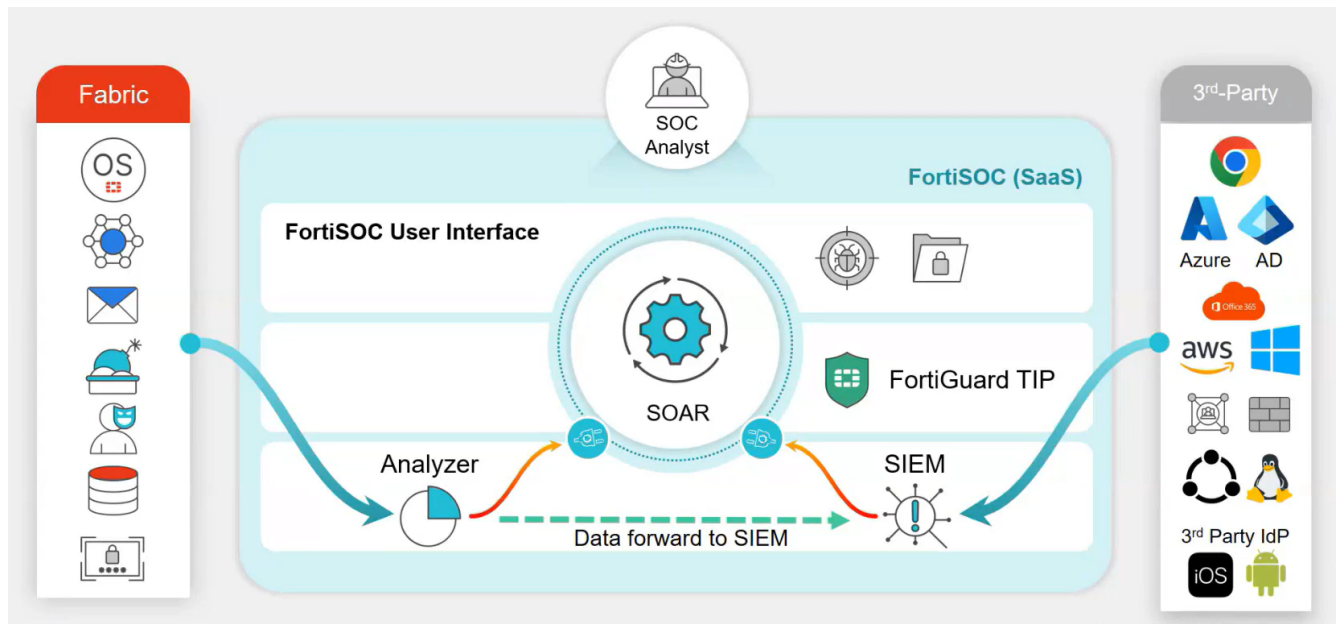 SOC
Analyst
Fabric
OS
FortiSOC (SaaS)
FortiSOC User Interface
SOAR
FortiGuard TIP
Analyzer
SIEM
Data forward to SIEM
3rd-Party
Azure AD
Office 365
aws
3rd Party IdP
iOS